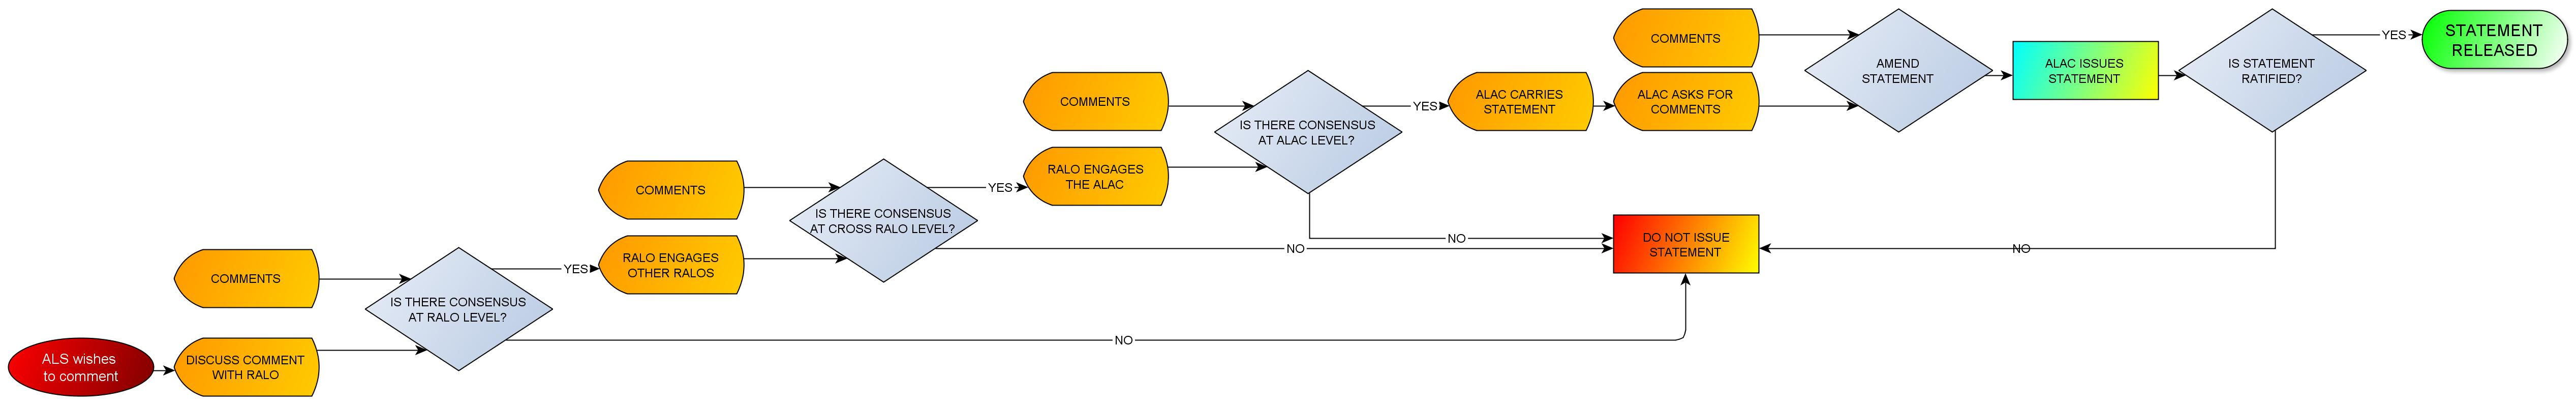 ALS wishes
to comment
DISCUSS COMMENT
WITH RALO
COMMENTS
IS THERE CONSENSUS
AT RALO LEVEL?
YES
NO
RALO ENGAGES
OTHER RALOS
COMMENTS
IS THERE CONSENSUS
AT CROSS RALO LEVEL?
YES
NO
RALO ENGAGES
THE ALAC
COMMENTS
IS THERE CONSENSUS
AT ALAC LEVEL?
YES
NO
ALAC CARRIES
STATEMENT
ALAC ASKS FOR
COMMENTS
COMMENTS
AMEND
STATEMENT
ALAC ISSUES
STATEMENT
IS STATEMENT
RATIFIED?
YES
NO
DO NOT ISSUE
STATEMENT
STATEMENT
RELEASED